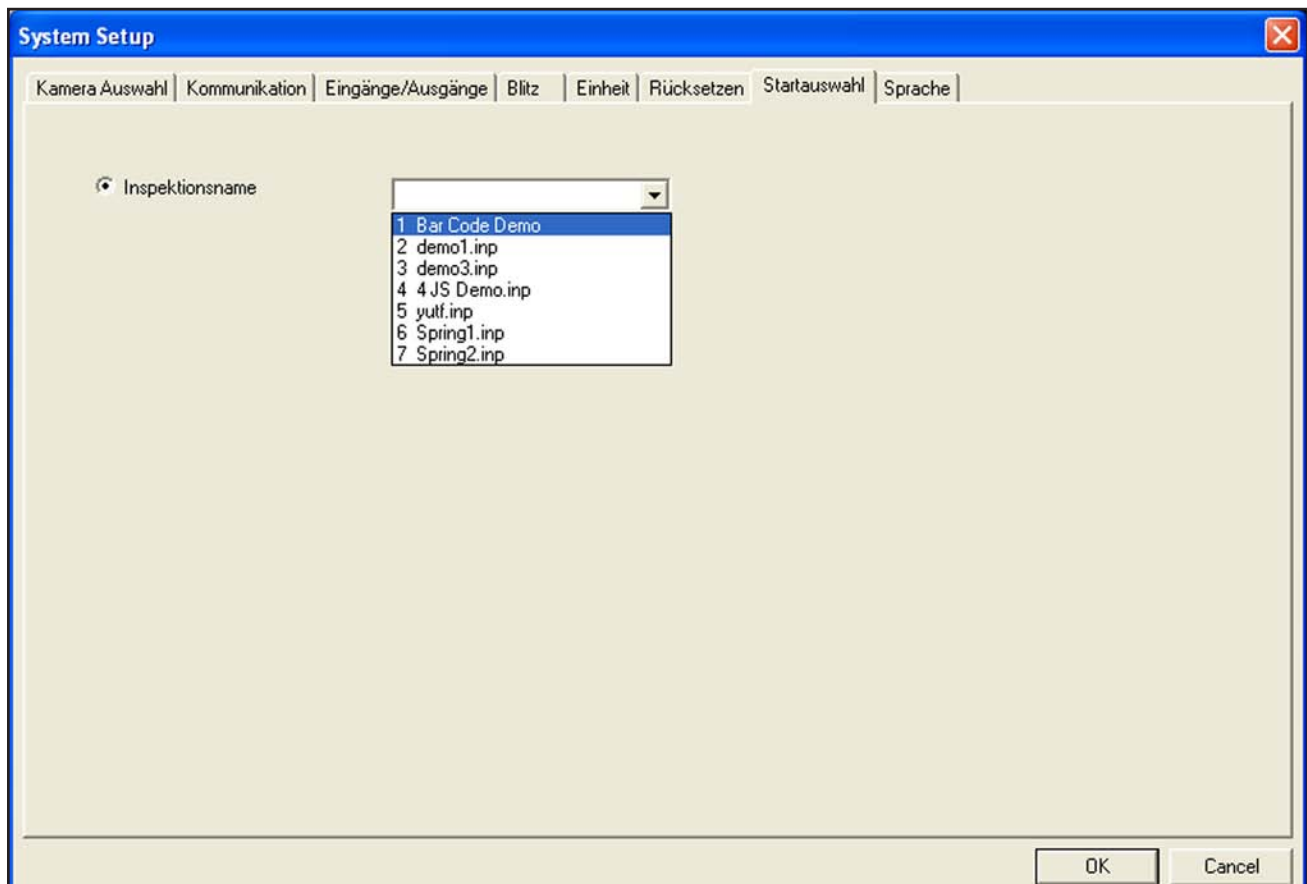 System Setup
Kamera Auswahl Kommunikation Eingänge/Ausgänge Blitz Einheit Rücksetzen Startauswahl Sprache
Inspektionsname
1 Bar Code Demo
2 demo1.inp
3 demo3.inp
4 4 JS Demo.inp
5 yutf.inp
6 Spring1.inp
7 Spring2.inp
OK Cancel